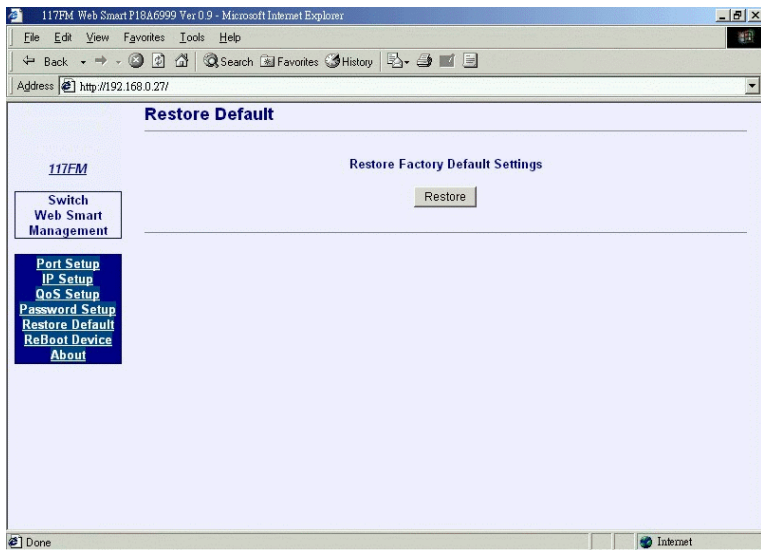 117FM Web Smart P18A6999 Ver 0.9 - Microsoft Internet Explorer
File Edit View Favorites Tools Help
Back Search Favorites History
Address http://192.168.0.27/
Restore Default
117FM
Switch
Web Smart
Management
Restore Factory Default Settings
Restore
Port Setup
IP Setup
QoS Setup
Password Setup
Restore Default
ReBoot Device
About
Done Internet